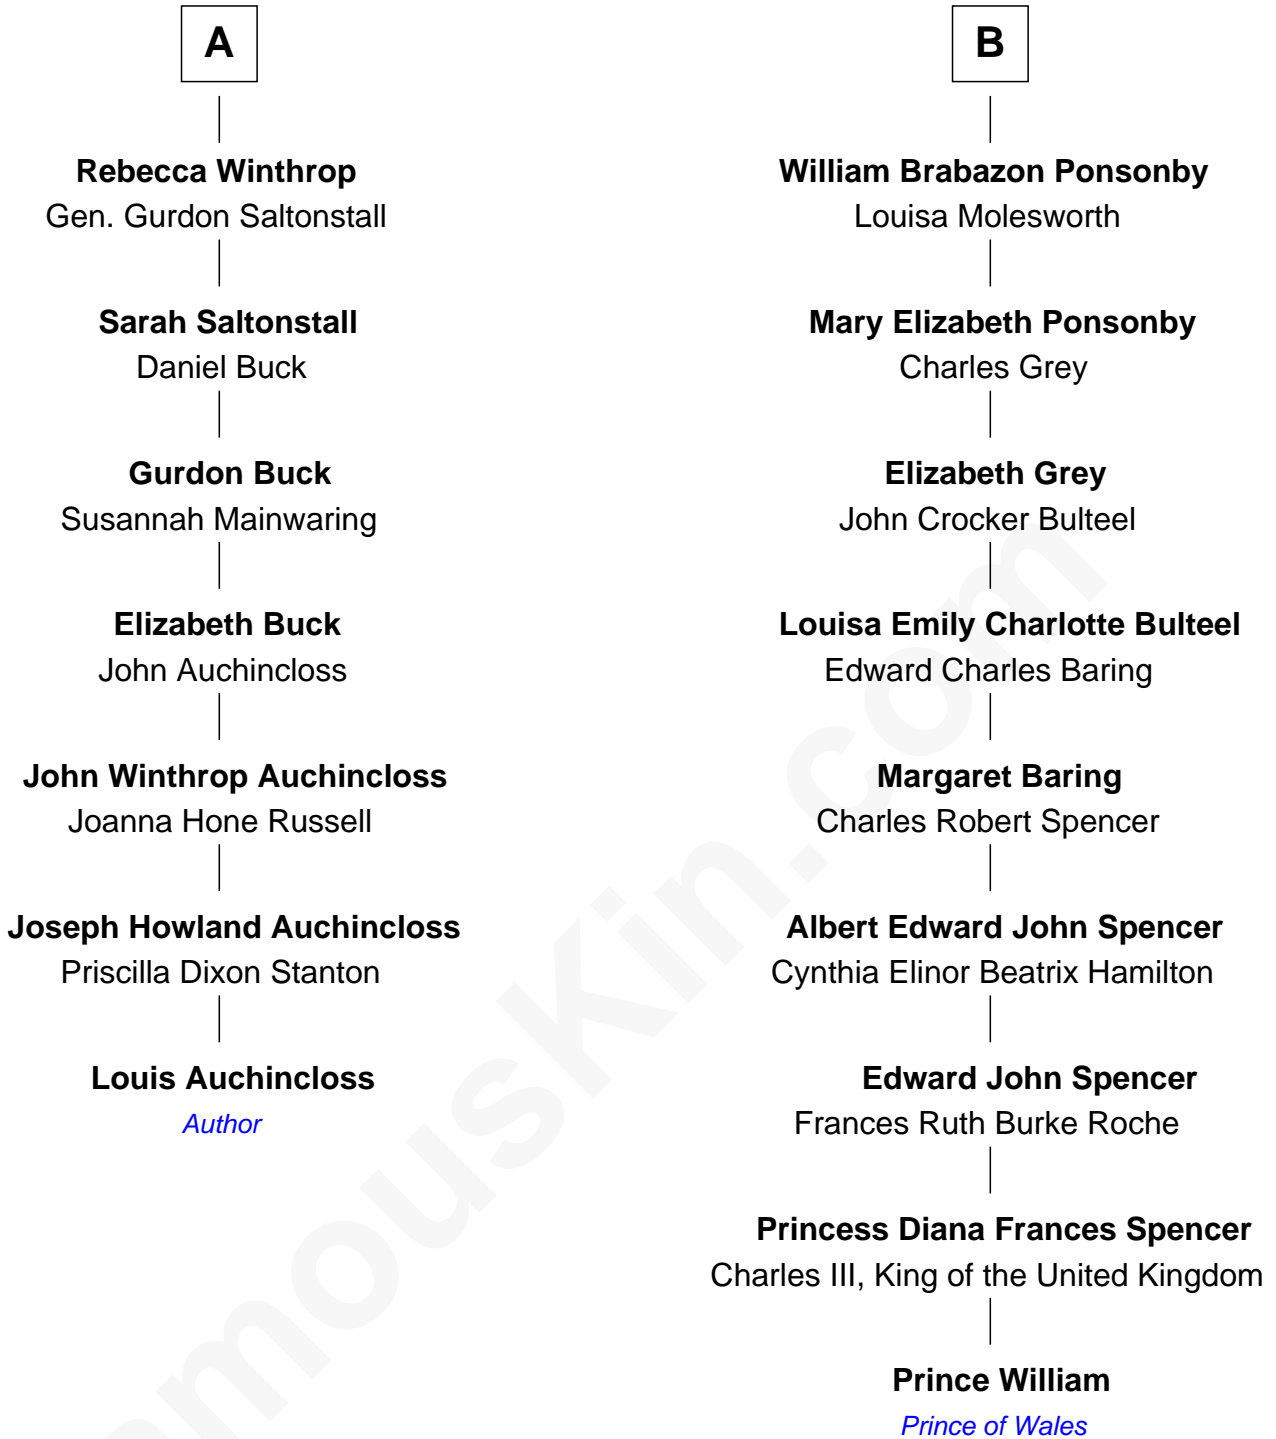 A
Rebecca Winthrop
Gen. Gurdon Saltonstall
Sarah Saltonstall
Daniel Buck
Gurdon Buck
Susannah Mainwaring
Elizabeth Buck
John Auchincloss
John Winthrop Auchincloss
Joanna Hone Russell
Joseph Howland Auchincloss
Priscilla Dixon Stanton
Louis Auchincloss
Author
B
William Brabazon Ponsonby
Louisa Molesworth
Mary Elizabeth Ponsonby
Charles Grey
Elizabeth Grey
John Crocker Bulteel
Louisa Emily Charlotte Bulteel
Edward Charles Baring
Margaret Baring
Charles Robert Spencer
Albert Edward John Spencer
Cynthia Elinor Beatrix Hamilton
Edward John Spencer
Frances Ruth Burke Roche
Princess Diana Frances Spencer
Charles III, King of the United Kingdom
Prince William
Prince of Wales
amouskin.com